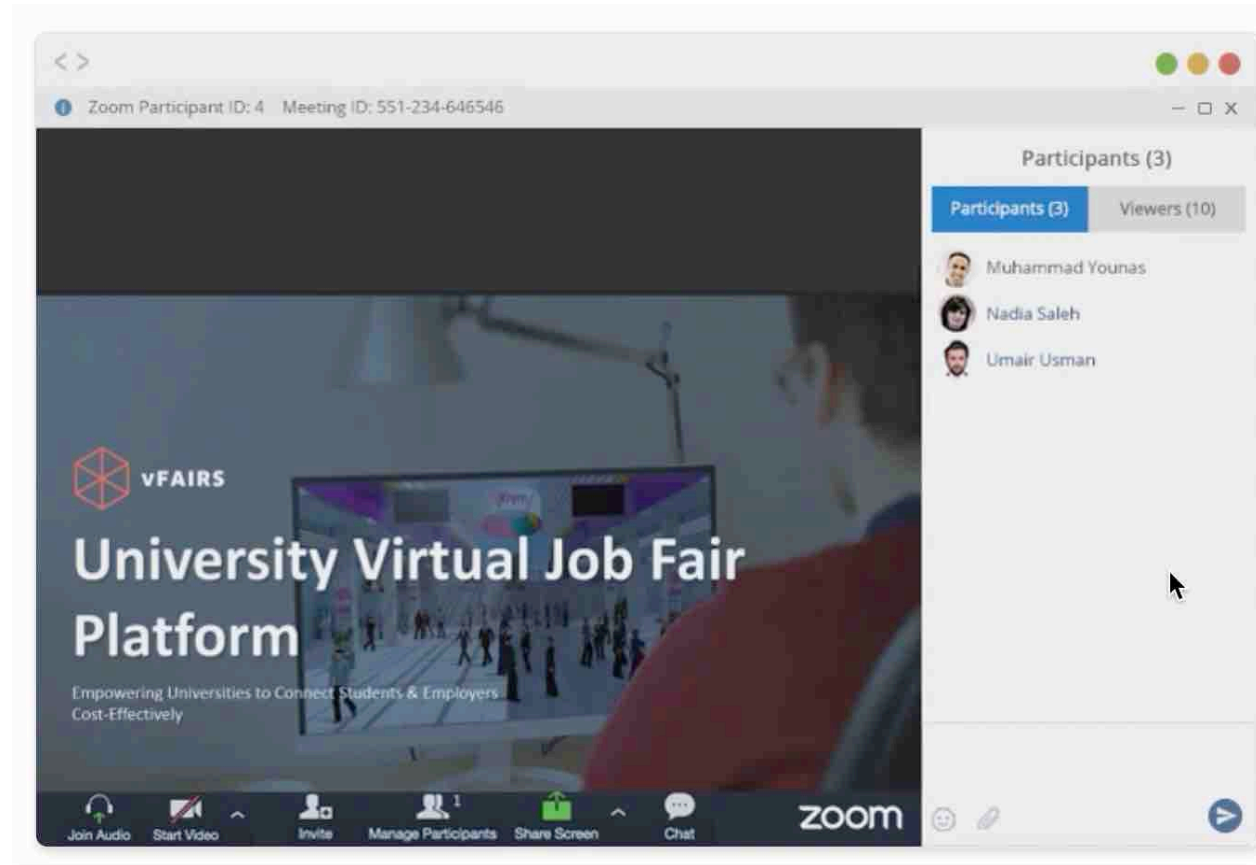 Zoom Participant ID: 4 Meeting ID: 551-234-646546
Participants (3)
Participants (3) Viewers (10)
Muhammad Younas
Nadia Saleh
Umair Usman
vFAIRS
University Virtual Job Fair
Platform
Empowering Universities to Connect Students & Employers
Cost-Effectively
Join Audio Start Video Invite Manage Participants 1 Share Screen Chat zoom